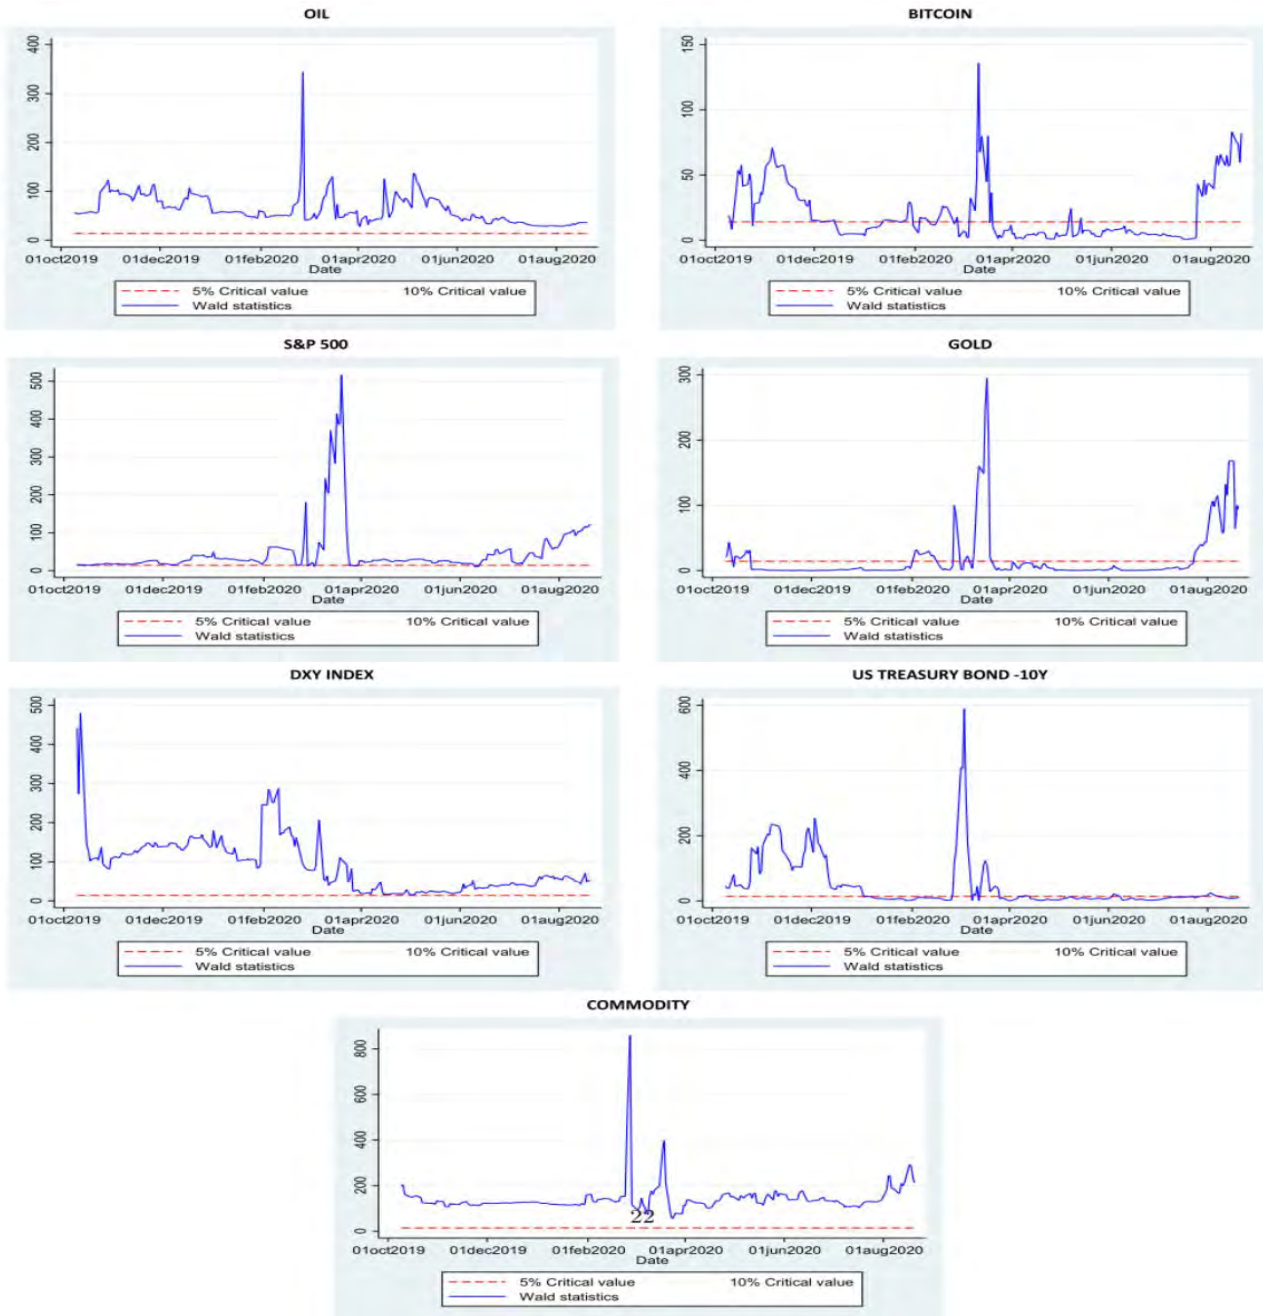 OIL
400
300
200
100
0
01oct2019 01dec2019 01feb2020 01apr2020 01jun2020 01aug2020
Date
5% Critical value 10% Critical value
Wald statistics
BITCOIN
150
100
50
0
01oct2019 01dec2019 01feb2020 01apr2020 01jun2020 01aug2020
Date
5% Critical value 10% Critical value
Wald statistics
S&P 500
500
400
300
200
100
0
01oct2019 01dec2019 01feb2020 01apr2020 01jun2020 01aug2020
Date
5% Critical value 10% Critical value
Wald statistics
GOLD
300
200
100
0
01oct2019 01dec2019 01feb2020 01apr2020 01jun2020 01aug2020
Date
5% Critical value 10% Critical value
Wald statistics
DXY INDEX
500
400
300
200
100
0
01oct2019 01dec2019 01feb2020 01apr2020 01jun2020 01aug2020
Date
5% Critical value 10% Critical value
Wald statistics
US TREASURY BOND -10Y
600
400
200
0
01oct2019 01dec2019 01feb2020 01apr2020 01jun2020 01aug2020
Date
5% Critical value 10% Critical value
Wald statistics
COMMODITY
800
600
400
200
0
22
01oct2019 01dec2019 01feb2020 01apr2020 01jun2020 01aug2020
Date
5% Critical value 10% Critical value
Wald statistics